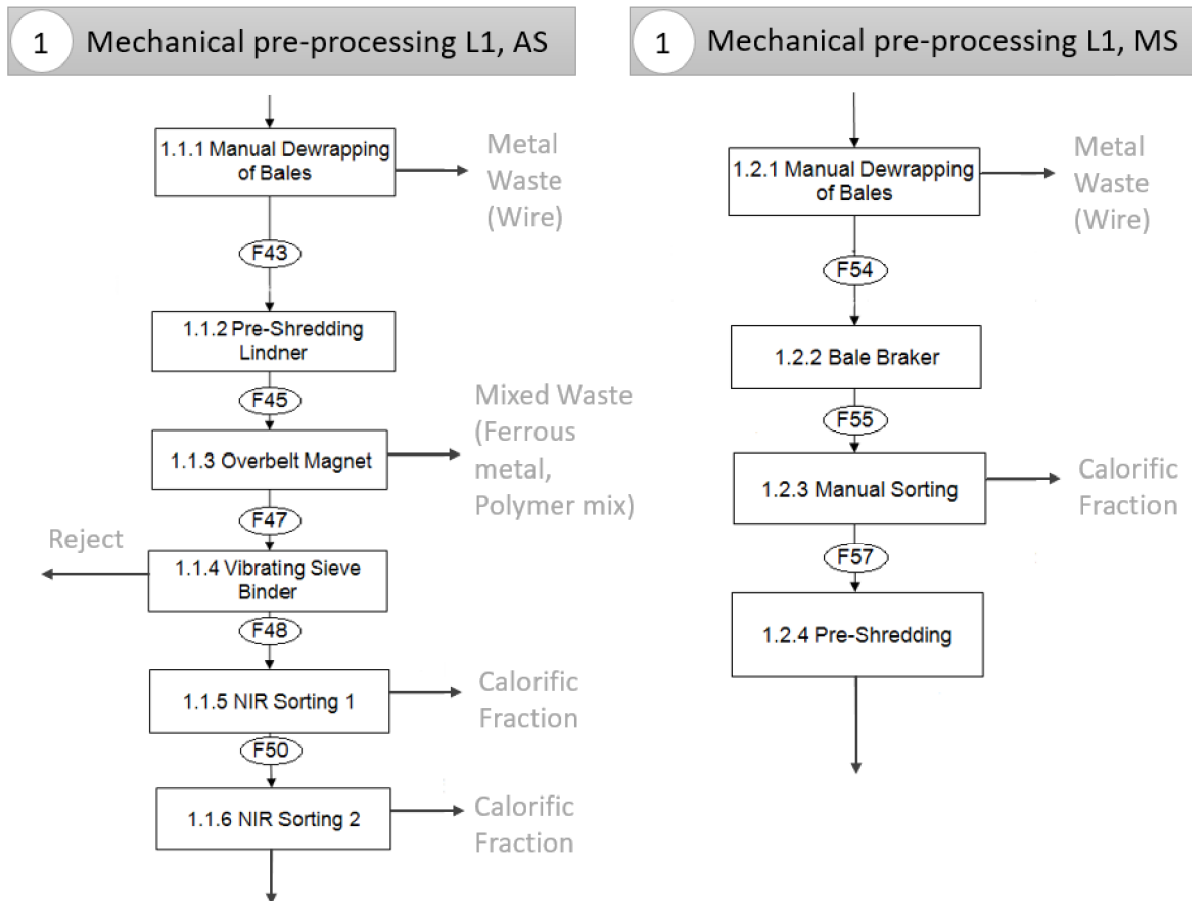 1 Mechanical pre-processing L1, AS
1.1.1 Manual Dewrapping
of Bales
Metal
Waste
(Wire)
F43
1.1.2 Pre-Shredding
Lindner
F45
1.1.3 Overbelt Magnet
Mixed Waste
(Ferrous
metal,
Polymer mix)
F47
Reject
1.1.4 Vibrating Sieve
Binder
F48
1.1.5 NIR Sorting 1
Calorific
Fraction
F50
1.1.6 NIR Sorting 2
Calorific
Fraction
1 Mechanical pre-processing L1, MS
1.2.1 Manual Dewrapping
of Bales
Metal
Waste
(Wire)
F54
1.2.2 Bale Braker
F55
1.2.3 Manual Sorting
Calorific
Fraction
F57
1.2.4 Pre-Shredding